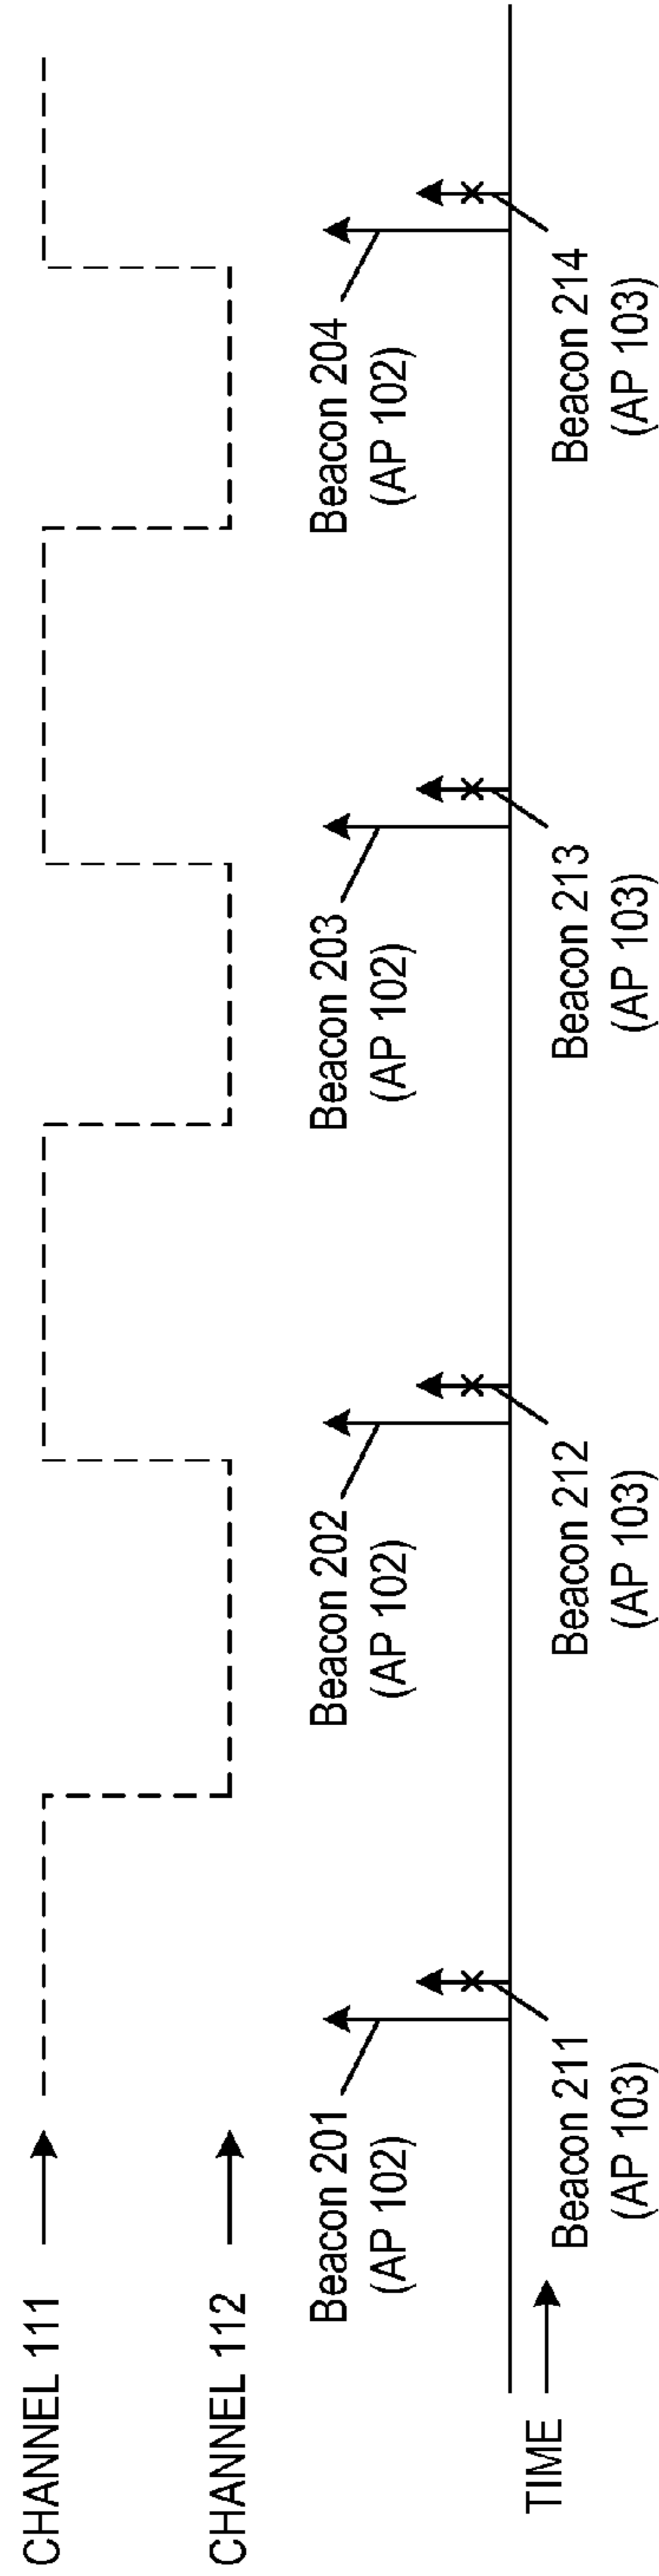 CHANNEL 111
CHANNEL 112
Beacon 201
(AP 102)
Beacon 202
(AP 102)
Beacon 203
(AP 102)
Beacon 204
(AP 102)
TIME
Beacon 211
(AP 103)
Beacon 212
(AP 103)
Beacon 213
(AP 103)
Beacon 214
(AP 103)